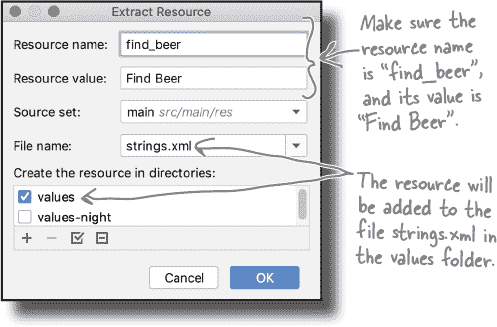 Extract Resource
Resource name: find_beer
Resource value: Find Beer
Source set: main src/main/res
File name: strings.xml
Create the resource in directories:
values
values-night
Cancel OK
Make sure the
resource name
is “find_beer”,
and its value is
“Find Beer”.
The resource will
be added to the
file strings.xml in
the values folder.